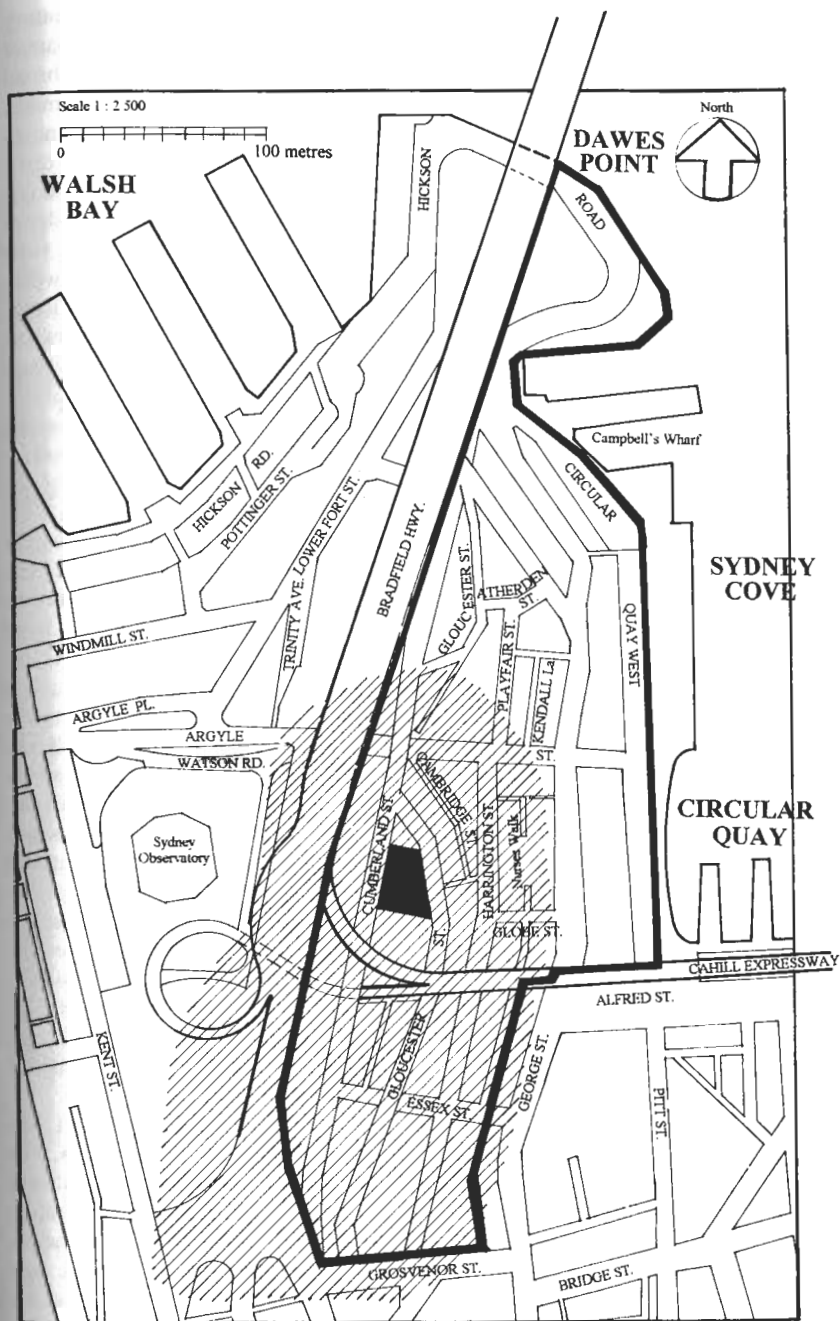 Scale 1 : 2 500
0
100 metres
North
WALSH
BAY
DAWES
POINT
HICKSON
ROAD
Campbell's Wharf
CIRCULAR
HICKSON
RD.
POTTINGER ST.
LOWER FORT ST.
TRINITY AVE.
BRADFIELD HWY.
GLOUCESTER ST.
ATHERDEN
ST.
SYDNEY
COVE
QUAY WEST
WINDMILL ST.
PLAYFAIR ST.
KENDALL La
ARGYLE PL.
ARGYLE
ST.
WATSON RD.
CAMBRIDGE
ST.
CIRCULAR
QUAY
CUMBERLAND ST.
HARRINGTON ST.
Nurses Walk
Sydney
Observatory
ST.
GLOBE ST.
CAHILL EXPRESSWAY
ALFRED ST.
KENT ST.
GLOUCESTER
GEORGE ST.
PITT ST.
ESSEX ST.
GROSVENOR ST.
BRIDGE ST.